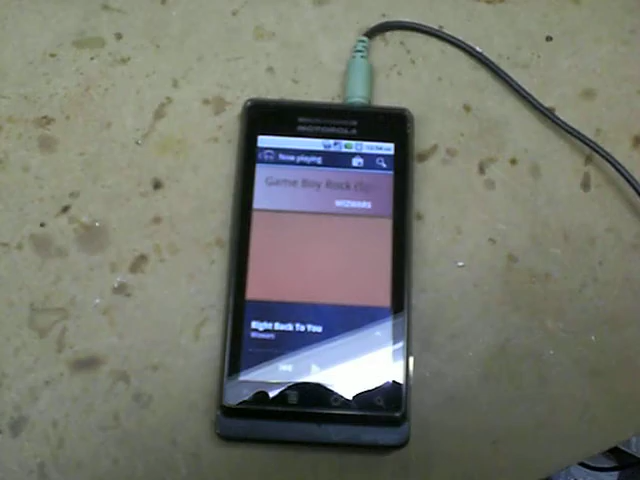 MOTOROLA
Now playing
Game Boy Rock
WIZWARS
Right Back To You
Wizwars